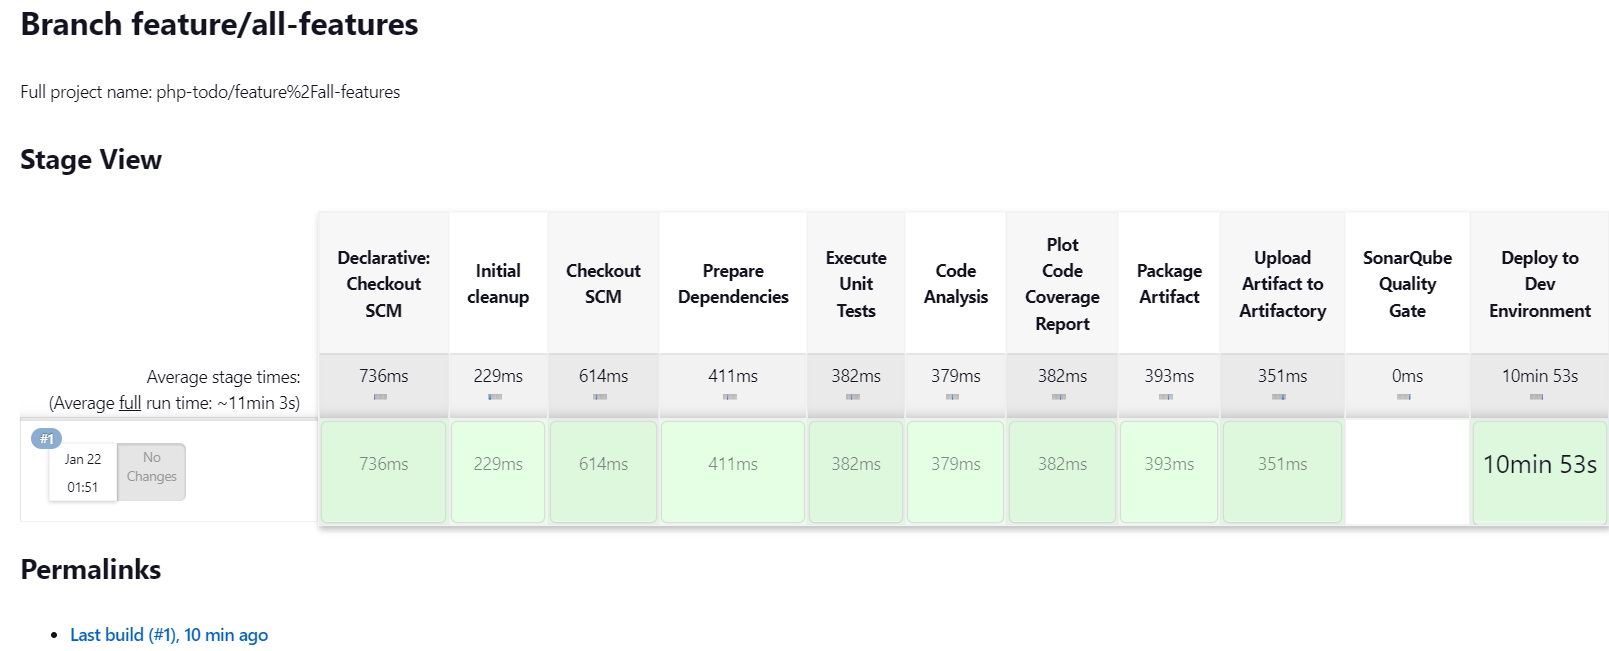 Branch feature/all-features
Full project name: php-todo/feature%2Fall-features
Stage View
Declarative:
Checkout
SCM
Initial
cleanup
Checkout
SCM
Prepare
Dependencies
Execute
Unit
Tests
Code
Analysis
Plot
Code
Coverage
Report
Package
Artifact
Upload
Artifact to
Artifactory
SonarQube
Quality
Gate
Deploy to
Dev
Environment
Average stage times:
(Average full run time: ~11min 3s)
736ms
229ms
614ms
411ms
382ms
379ms
382ms
393ms
351ms
0ms
10min 53s
#1
Jan 22
01:51
No
Changes
736ms
229ms
614ms
411ms
382ms
379ms
382ms
393ms
351ms
10min 53s
Permalinks
• Last build (#1), 10 min ago